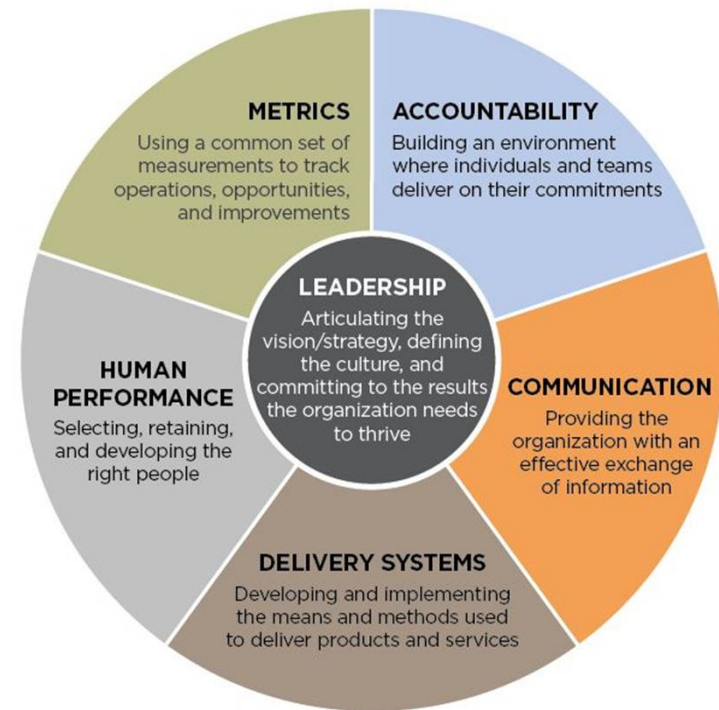 METRICS
Using a common set of
measurements to track
operations, opportunities,
and improvements
ACCOUNTABILITY
Building an environment
where individuals and teams
deliver on their commitments
LEADERSHIP
Articulating the
vision/strategy, defining
the culture, and
committing to the results
the organization needs
to thrive
HUMAN
PERFORMANCE
Selecting, retaining,
and developing the
right people
COMMUNICATION
Providing the
organization with an
effective exchange
of information
DELIVERY SYSTEMS
Developing and implementing
the means and methods used
to deliver products and services